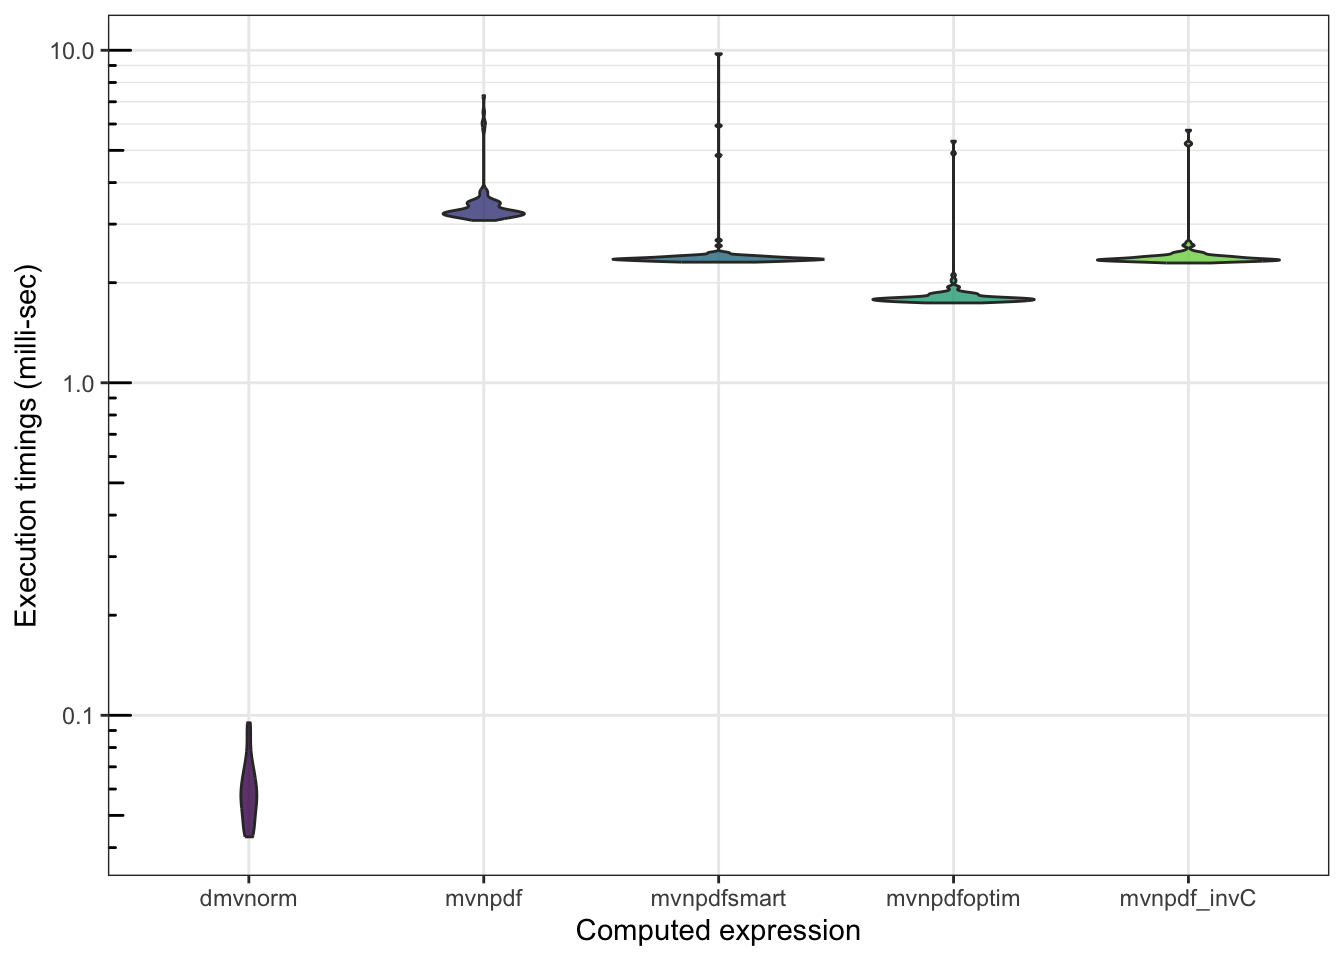 Execution timings (milli-sec)
10.0
1.0
0.1
dmvnorm
mvnpdf
mvnpdfsmart
mvnpdfoptim
mvnpdf_invC
Computed expression